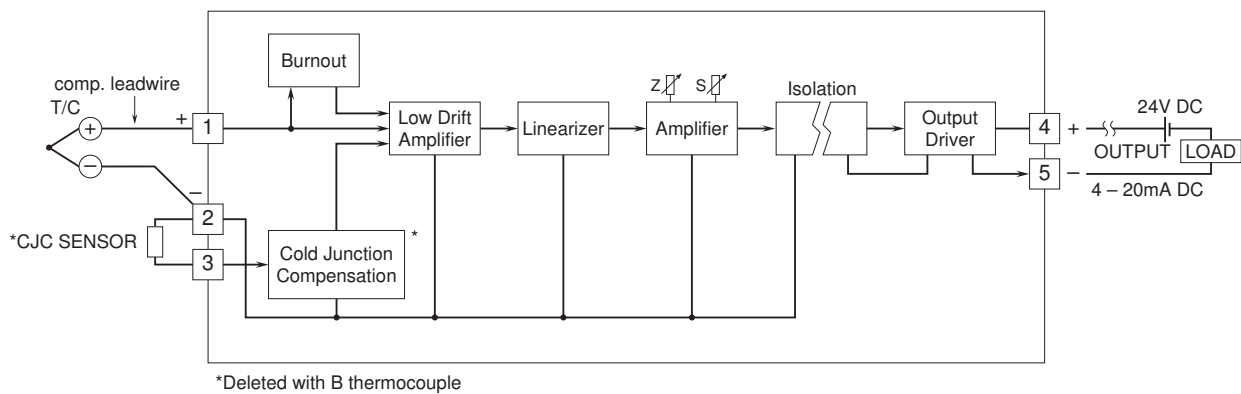 Burnout
comp. leadwire
T/C
+
−
+
1
−
2
3
*CJC SENSOR
Cold Junction
Compensation
*
Low Drift
Amplifier
Linearizer
Z
S
Amplifier
Isolation
Output
Driver
4
+
5
−
24V DC
OUTPUT
LOAD
4 – 20mA DC
*Deleted with B thermocouple